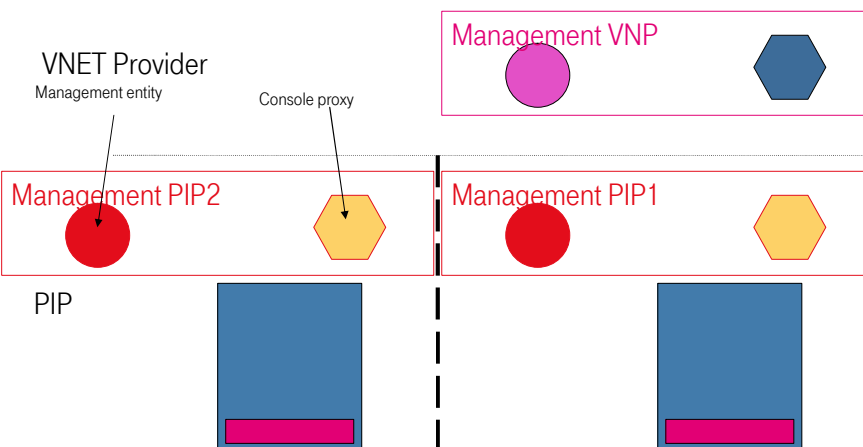 Management VNP
VNET Provider
Management entity
Console proxy
Management PIP2
Management PIP1
PIP